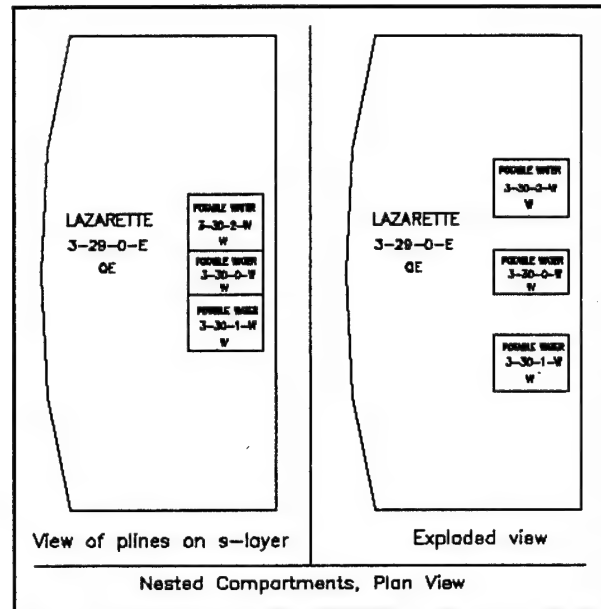 LAZARETTE
3-29-0-E
QE
POTABLE WATER
3-30-2-W
W
POTABLE WATER
3-30-0-W
W
POTABLE WATER
3-30-1-W
W
View of plines on s-layer
LAZARETTE
3-29-0-E
QE
POTABLE WATER
3-30-2-W
W
POTABLE WATER
3-30-0-W
W
POTABLE WATER
3-30-1-W
W
Exploded view
Nested Compartments, Plan View